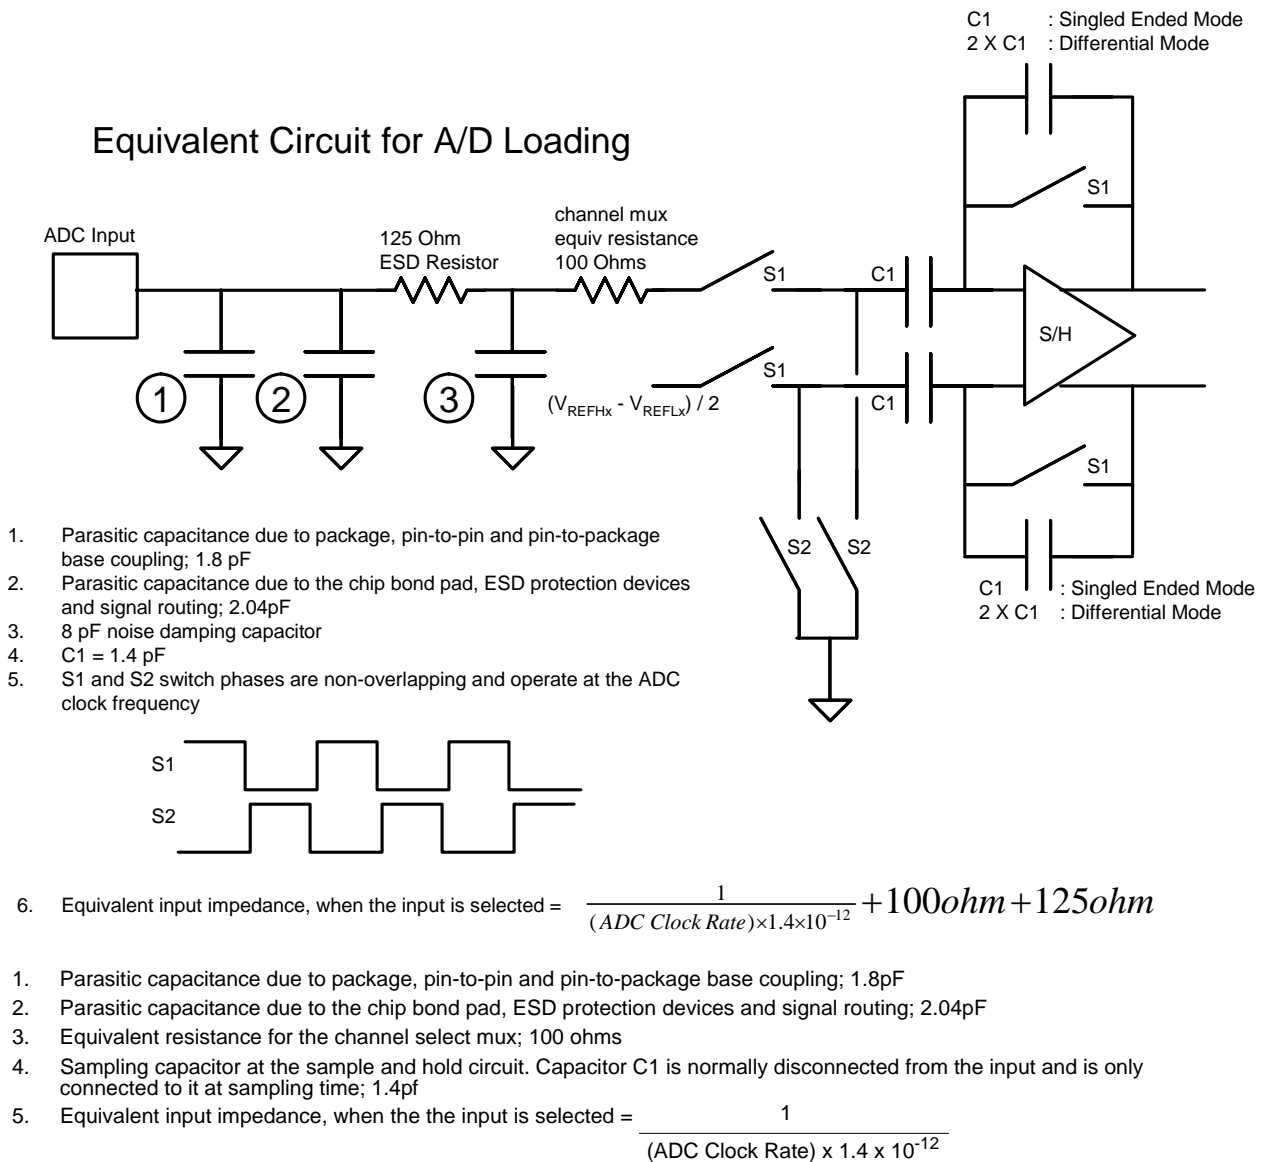 C1 : Singled Ended Mode
2 X C1 : Differential Mode
Equivalent Circuit for A/D Loading
S1
ADC Input
125 Ohm
ESD Resistor
channel mux
equiv resistance
100 Ohms
S1
C1
S/H
1
2
3
S1
(VREFHx - VREFLx) / 2
C1
S1
S2
S2
C1 : Singled Ended Mode
2 X C1 : Differential Mode
1. Parasitic capacitance due to package, pin-to-pin and pin-to-package
base coupling; 1.8 pF
2. Parasitic capacitance due to the chip bond pad, ESD protection devices
and signal routing; 2.04pF
3. 8 pF noise damping capacitor
4. C1 = 1.4 pF
5. S1 and S2 switch phases are non-overlapping and operate at the ADC
clock frequency
S1
S2
6. Equivalent input impedance, when the input is selected = 1 / (ADC Clock Rate)×1.4×10⁻¹² +100ohm+125ohm
1. Parasitic capacitance due to package, pin-to-pin and pin-to-package base coupling; 1.8pF
2. Parasitic capacitance due to the chip bond pad, ESD protection devices and signal routing; 2.04pF
3. Equivalent resistance for the channel select mux; 100 ohms
4. Sampling capacitor at the sample and hold circuit. Capacitor C1 is normally disconnected from the input and is only
connected to it at sampling time; 1.4pf
5. Equivalent input impedance, when the the input is selected = 1
(ADC Clock Rate) x 1.4 x 10⁻¹²